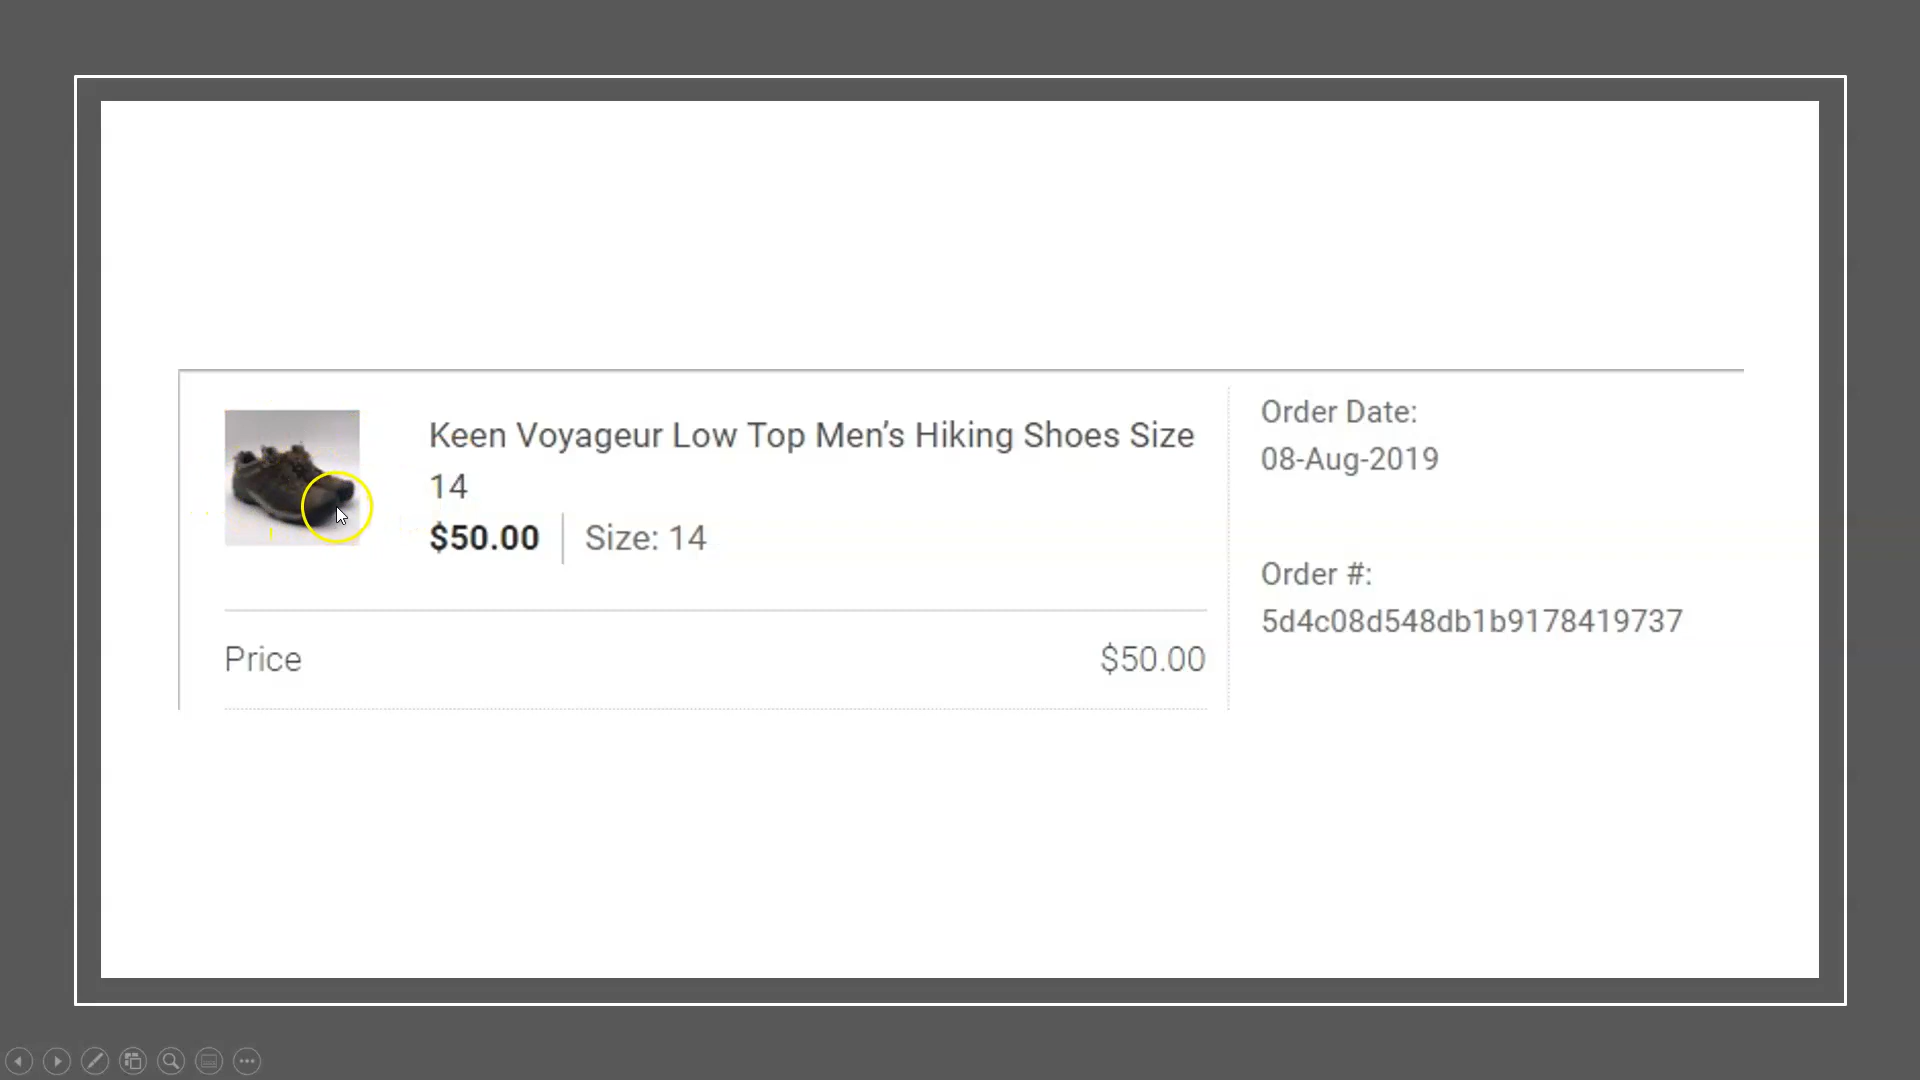 Keen Voyageur Low Top Men’s Hiking Shoes Size
14
$50.00 Size: 14
Price $50.00
Order Date:
08-Aug-2019
Order #:
5d4c08d548db1b9178419737